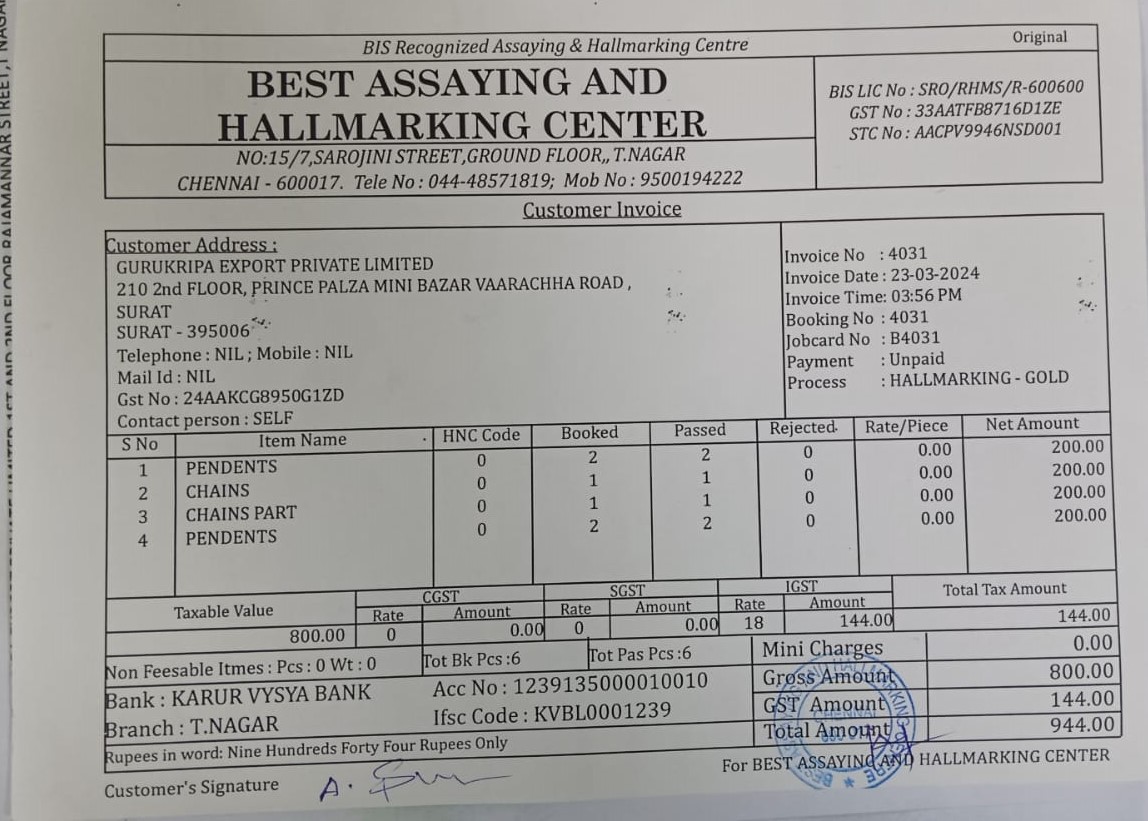 BIS Recognized Assaying & Hallmarking Centre
Original
BEST ASSAYING AND
HALLMARKING CENTER
NO:15/7,SAROJINI STREET,GROUND FLOOR,, T.NAGAR
CHENNAI - 600017. Tele No : 044-48571819; Mob No : 9500194222
BIS LIC No : SRO/RHMS/R-600600
GST No : 33AATFB8716D1ZE
STC No : AACPV9946NSD001
Customer Invoice
Customer Address :
GURUKRIPA EXPORT PRIVATE LIMITED
210 2nd FLOOR, PRINCE PALZA MINI BAZAR VAARACHHA ROAD ,
SURAT
SURAT - 395006
Telephone : NIL ; Mobile : NIL
Mail Id : NIL
Gst No : 24AAKCG8950G1ZD
Contact person : SELF
Invoice No : 4031
Invoice Date : 23-03-2024
Invoice Time: 03:56 PM
Booking No : 4031
Jobcard No : B4031
Payment : Unpaid
Process : HALLMARKING - GOLD
S No Item Name HNC Code Booked Passed Rejected Rate/Piece Net Amount
1 PENDENTS 0 2 2 0 0.00 200.00
2 CHAINS 0 1 1 0 0.00 200.00
3 CHAINS PART 0 1 1 0 0.00 200.00
4 PENDENTS 0 2 2 0 0.00 200.00
Taxable Value CGST SGST IGST Total Tax Amount
Rate Amount Rate Amount Rate Amount
800.00 0 0.00 0 0.00 18 144.00 144.00
Non Feesable Itmes : Pcs : 0 Wt : 0 Tot Bk Pcs :6 Tot Pas Pcs :6
Mini Charges 0.00
Gross Amount 800.00
GST Amount 144.00
Total Amount 944.00
Bank : KARUR VYSYA BANK Acc No : 1239135000010010
Branch : T.NAGAR Ifsc Code : KVBL0001239
Rupees in word: Nine Hundreds Forty Four Rupees Only
For BEST ASSAYING AND HALLMARKING CENTER
Customer's Signature